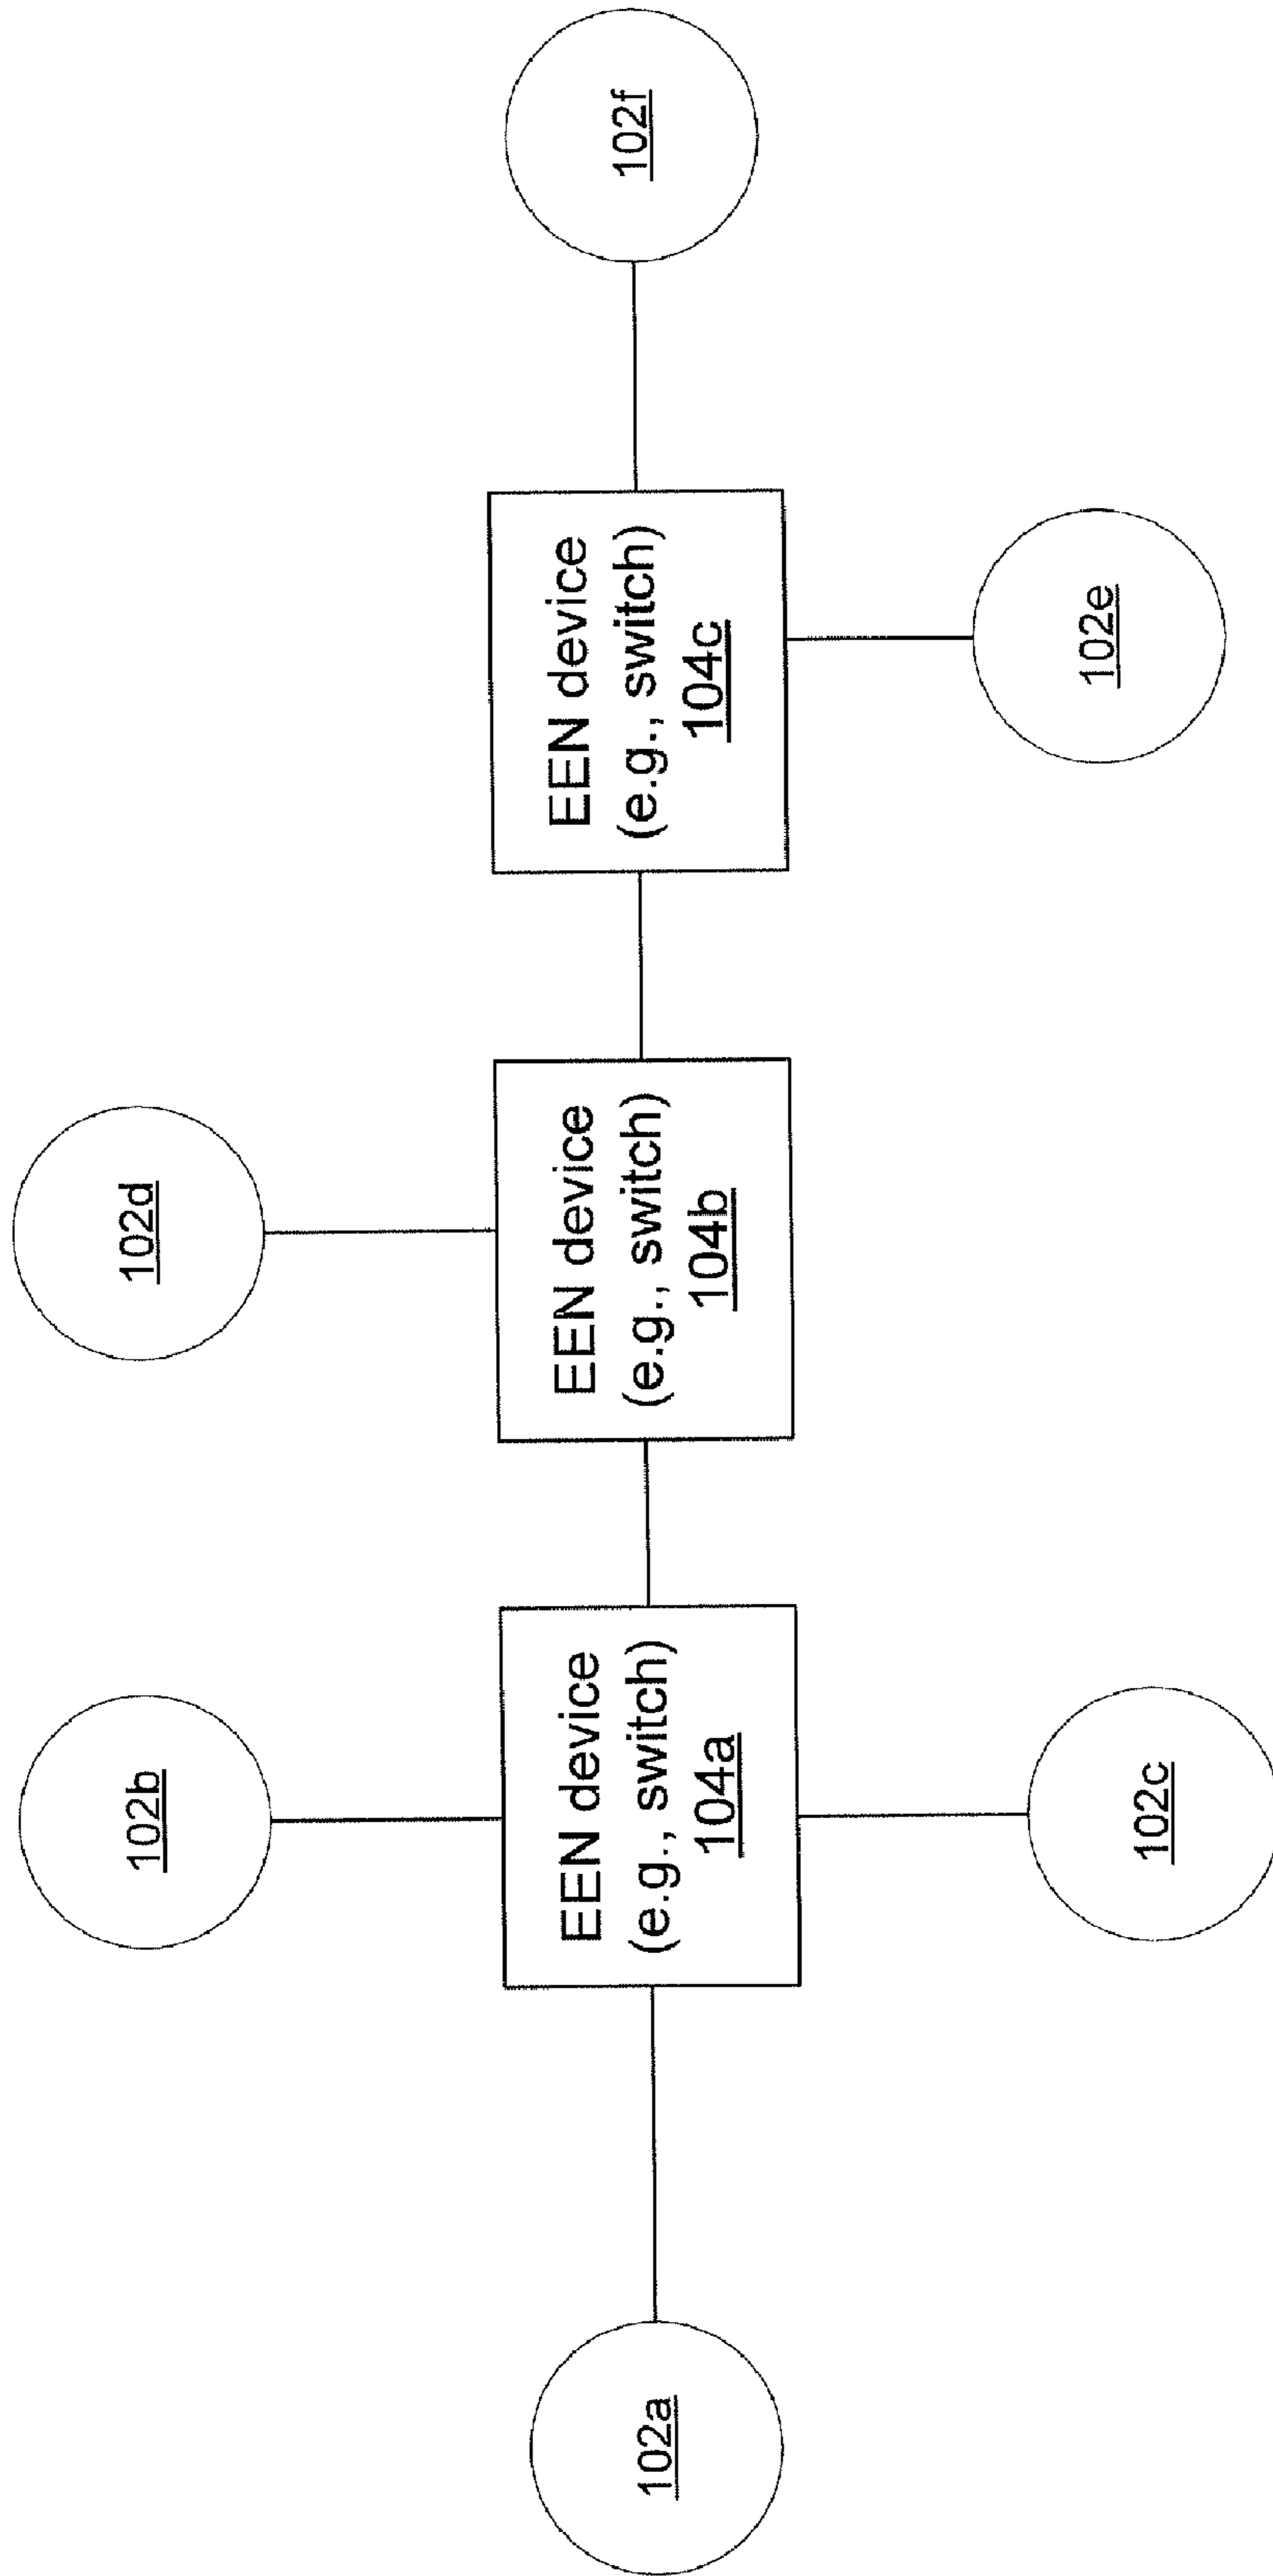 102b
102d
102a
EEN device
(e.g., switch)
104a
EEN device
(e.g., switch)
104b
EEN device
(e.g., switch)
104c
102f
102c
102e